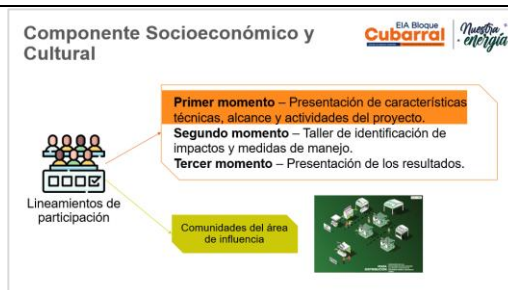 Componente Socioeconómico y
Cultural
EIA Bloque
Cubarral
Nuestra
energía
Primer momento – Presentación de características
técnicas, alcance y actividades del proyecto.
Segundo momento – Taller de identificación de
impactos y medidas de manejo.
Tercer momento – Presentación de los resultados.
Lineamientos de
participación
Comunidades del área
de influencia